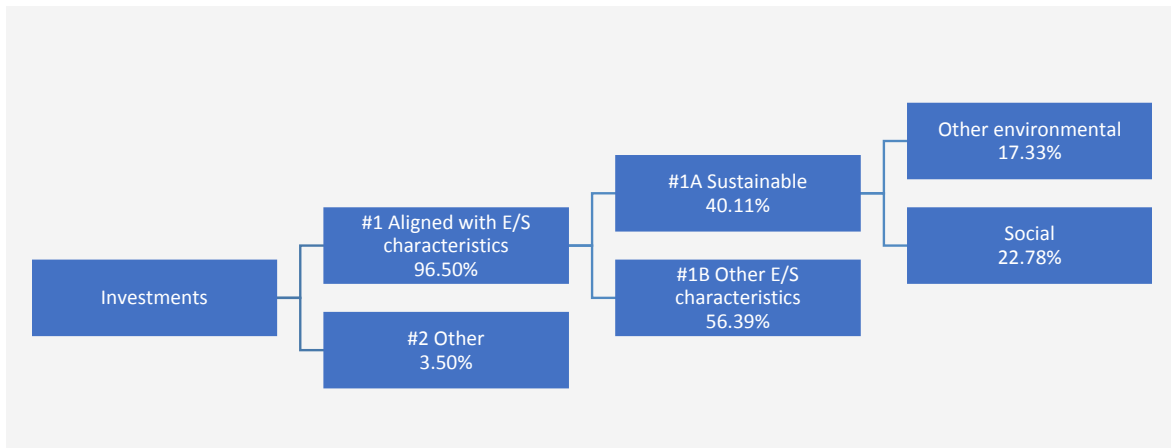 Investments
#1 Aligned with E/S
characteristics
96.50%
#2 Other
3.50%
#1A Sustainable
40.11%
#1B Other E/S
characteristics
56.39%
Other environmental
17.33%
Social
22.78%